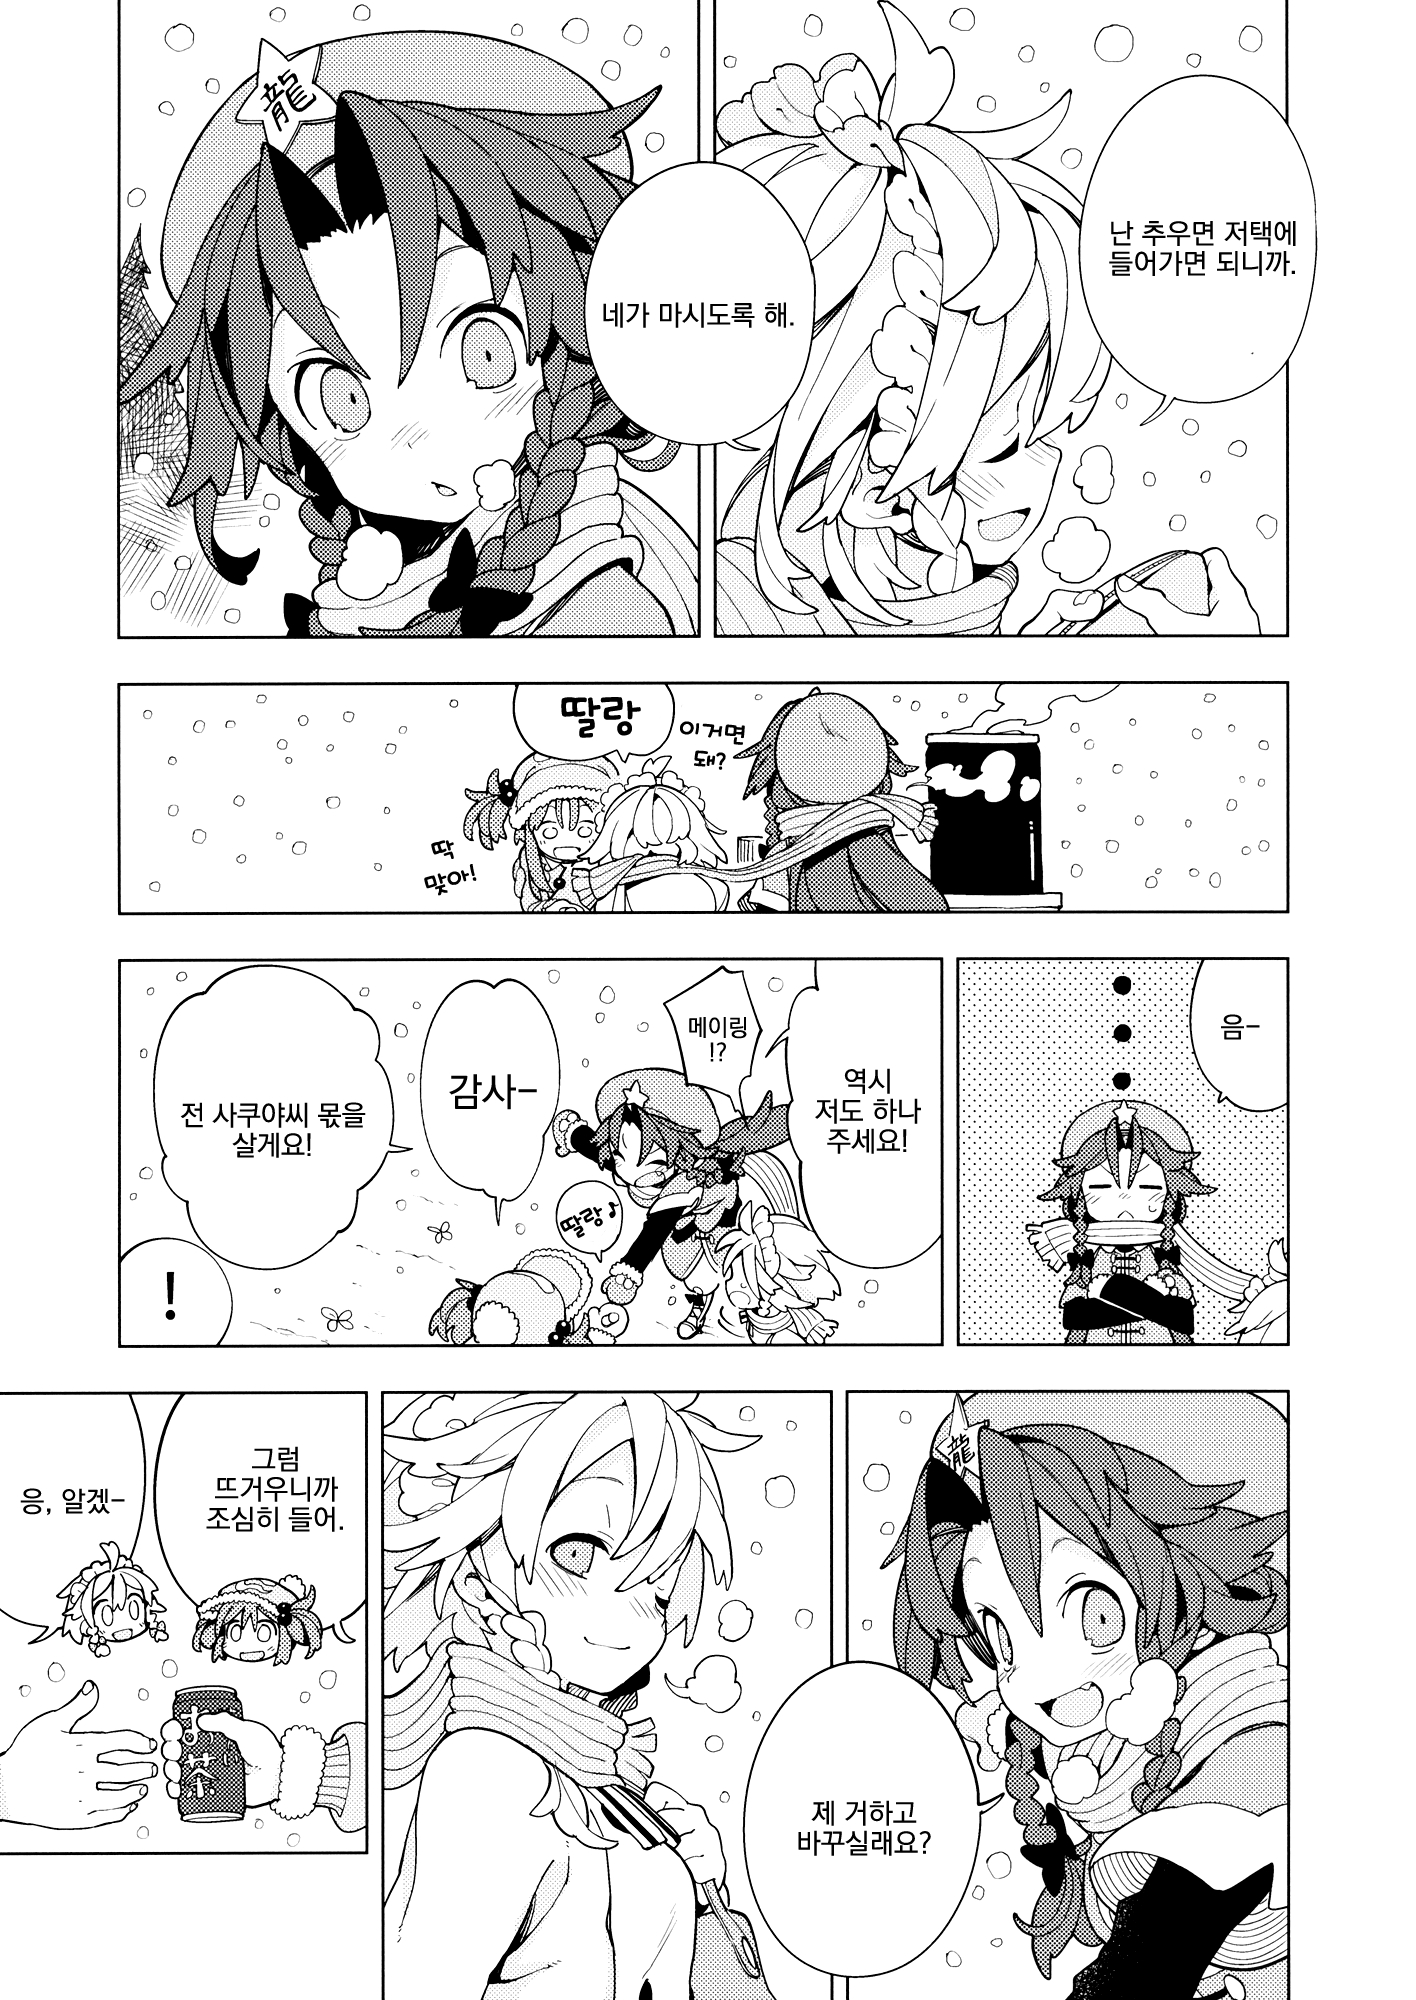 난 추우면 저택에
들어가면 되니까.
네가 마시도록 해.
龍
이거면
돼?
딸랑
딱
맞아!
음-
역시
저도 하나
주세요!
메이링
!?
딸랑♪
감사-
전 사쿠야씨 몫을
살게요!
!
龍
제 거하고
바꾸실래요?
그럼
뜨거우니까
조심히 들어.
응, 알겠-
お
茶